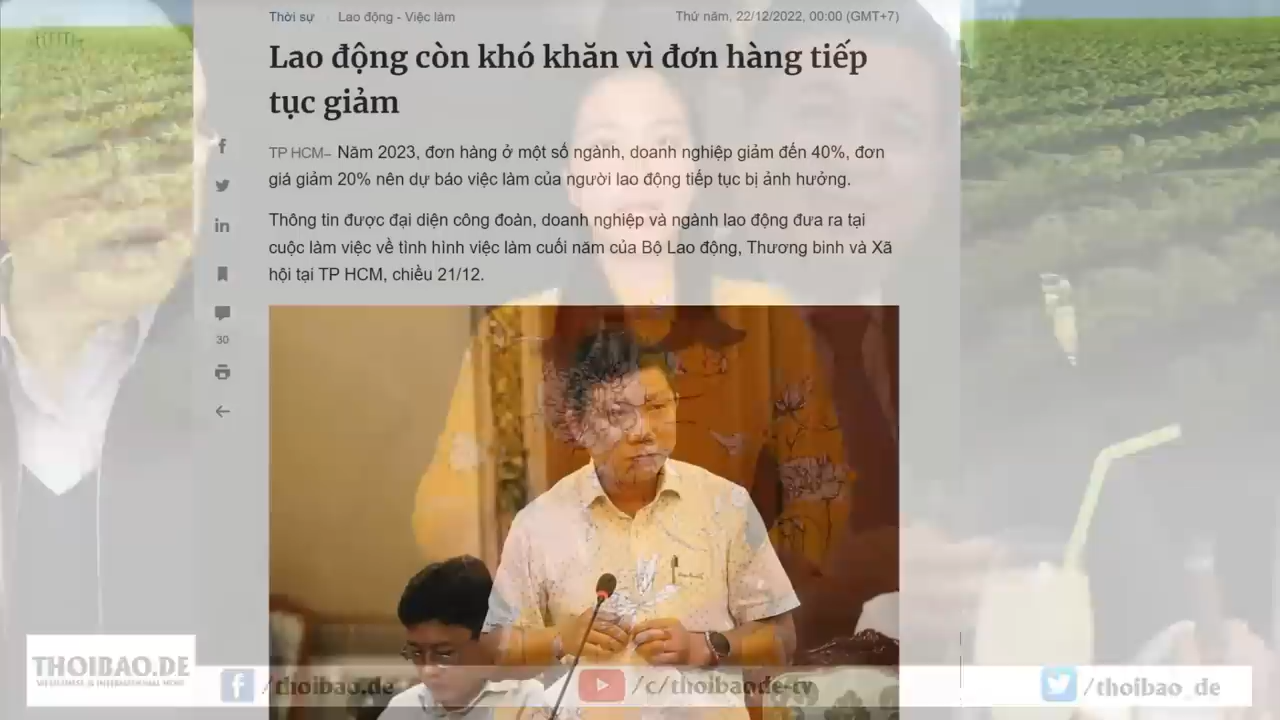 Thời sự
Lao động - Việc làm
Thứ năm, 22/12/2022, 00:00 (GMT+7)
Lao động còn khó khăn vì đơn hàng tiếp
tục giảm
TP HCM– Năm 2023, đơn hàng ở một số ngành, doanh nghiệp giảm đến 40%, đơn
giá giảm 20% nên dự báo việc làm của người lao động tiếp tục bị ảnh hưởng.
Thông tin được đại diện công đoàn, doanh nghiệp và ngành lao động đưa ra tại
cuộc làm việc về tình hình việc làm cuối năm của Bộ Lao động, Thương binh và Xã
hội tại TP HCM, chiều 21/12.
30
THOIBAO.DE
/thoibao.de
/c/thoibaode-tv
/thoibao_de